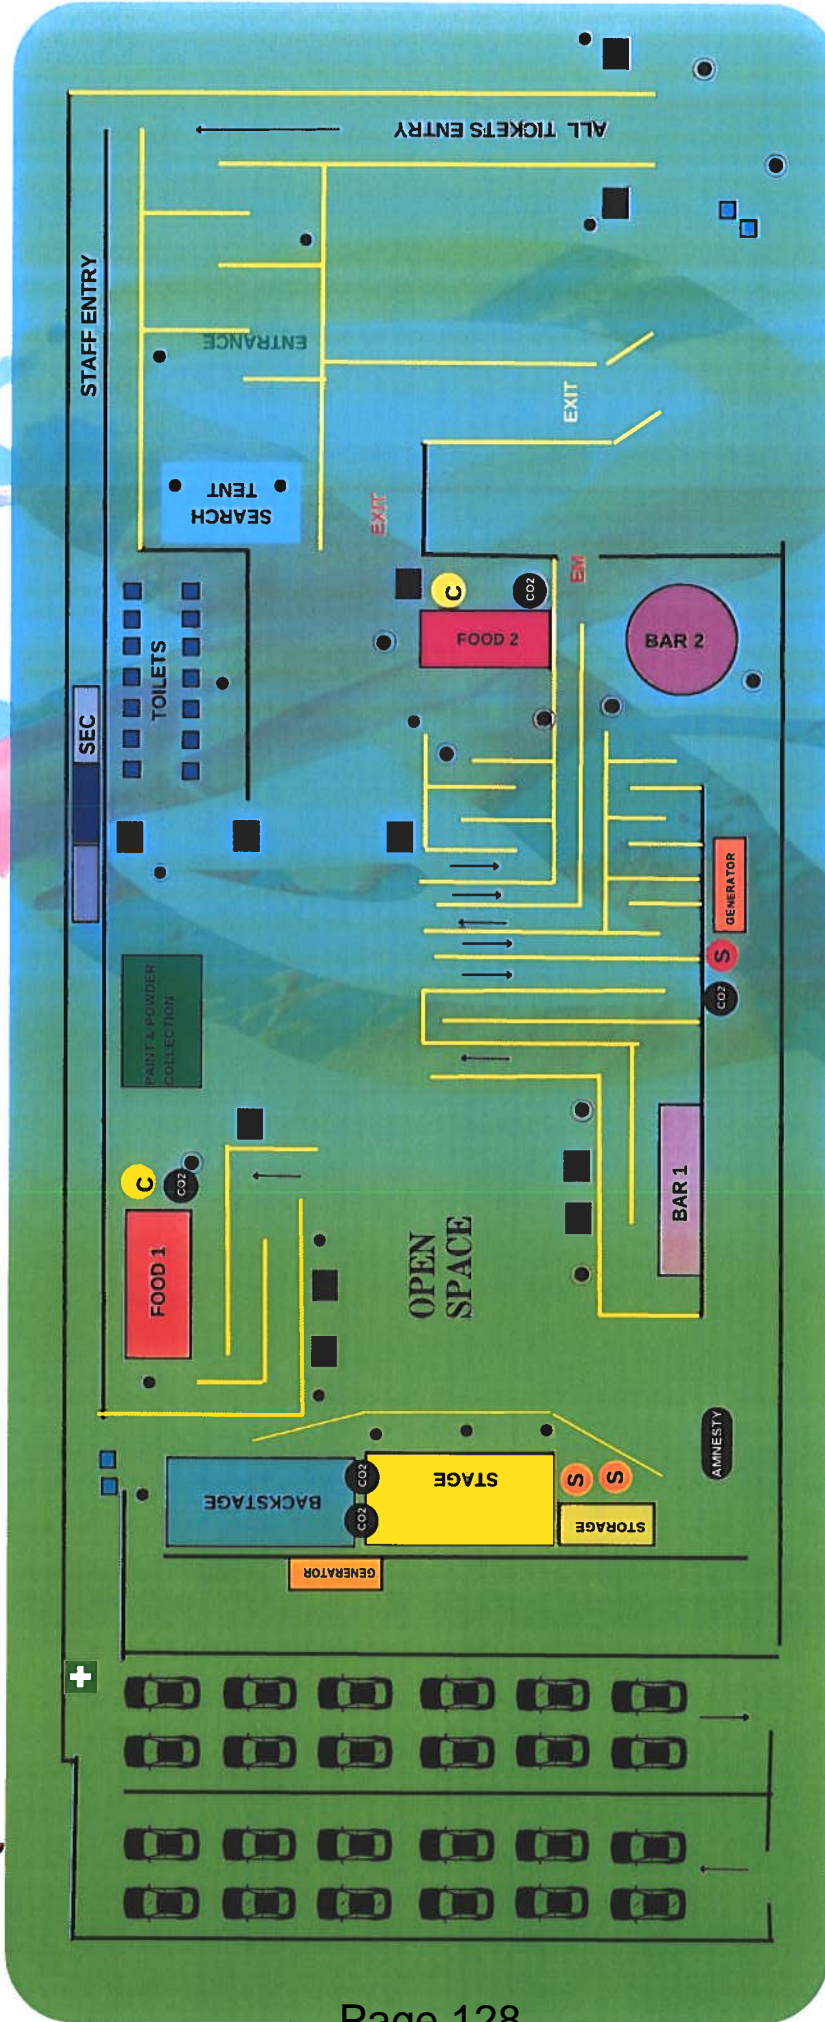 ALL TICKETS ENTRY
STAFF ENTRY
ENTRANCE
EXIT
SEARCH
TENT
EXIT
EM
C
CO2
FOOD 2
BAR 2
TOILETS
SEC
GENERATOR
S
CO2
PAINT & POWDER
COLLECTION
C
CO2
FOOD 1
BAR 1
OPEN
SPACE
AMNESTY
BACKSTAGE
CO2
CO2
STAGE
S
S
STORAGE
GENERATOR
Page 128